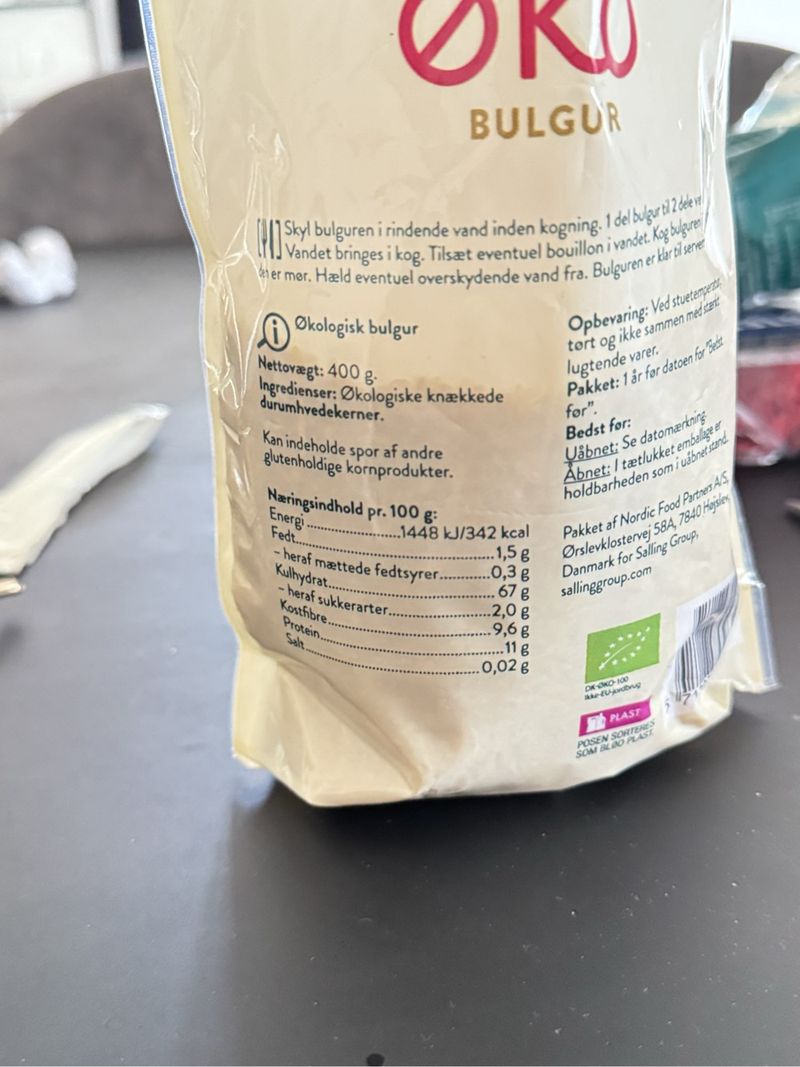 ØKO
BULGUR
Skyl bulguren i rindende vand inden kogning. 1 del bulgur til 2 dele
Vandet bringes i kog. Tilsæt eventuel bouillon i vandet. Kog bulguren
er mør. Hæld eventuel overskydende vand fra. Bulguren er klar til
Økologisk bulgur
Nettovægt: 400 g.
Ingredienser: Økologiske knækkede
durumhvedekerner.
Kan indeholde spor af andre
glutenholdige kornprodukter.
Næringsindhold pr. 100 g:
Energi..................1448 kJ/342 kcal
Fedt..................1,5 g
- heraf mættede fedtsyrer...........0,3 g
Kulhydrat..................67 g
- heraf sukkerarter..................2,0 g
Kostfibre..................9,6 g
Protein..................11 g
Salt..................0,02 g
Opbevaring: Ved stuetemperatur,
tørt og ikke sammen med stærkt
lugtende varer.
Pakket: 1 år før datoen for "Bedst
før".
Bedst før:
Uåbnet: Se datomærkning.
Åbnet: I tætlukket emballage er
holdbarheden som i uåbnet stand.
Pakket af Nordic Food Partners A/S,
Ørslevklostervej 58A, 7840 Højslev,
Danmark for Salling Group,
sallinggroup.com
DK-ØKO-100
Ikke-EU-jordbrug
PLAST
POSEN SORTERES
SOM BLØD PLAST.